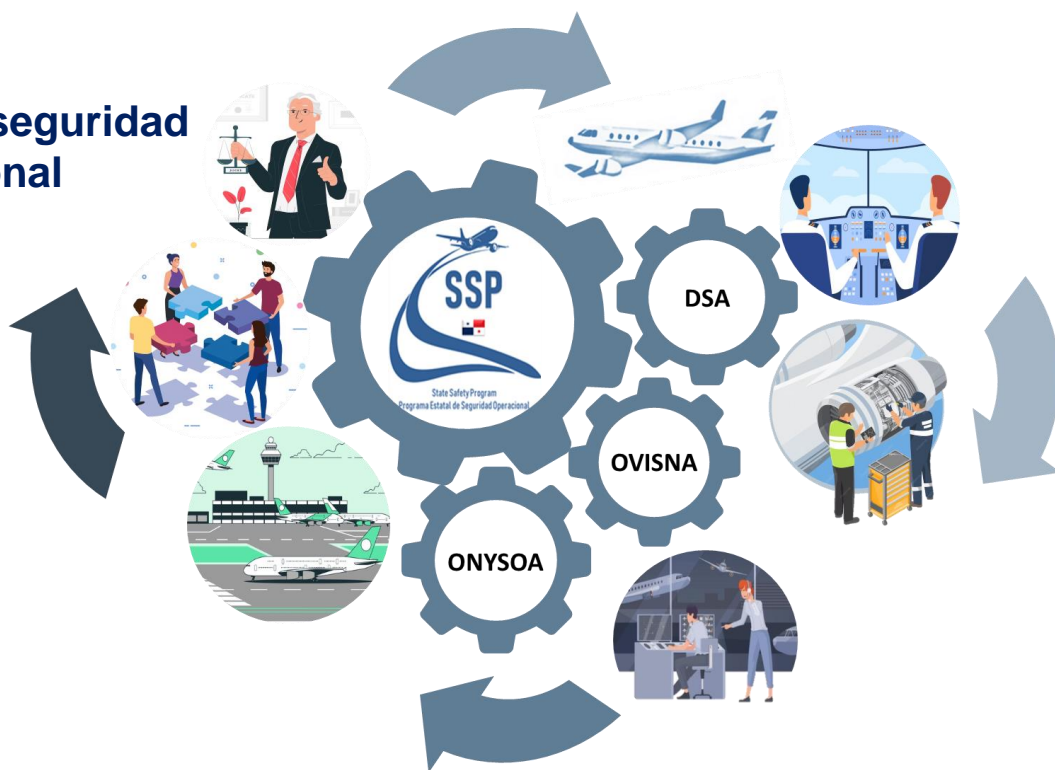 seguridad
onal
SSP
State Safety Program
Programa Estatal de Seguridad Operacional
DSA
OVISNA
ONYSOA